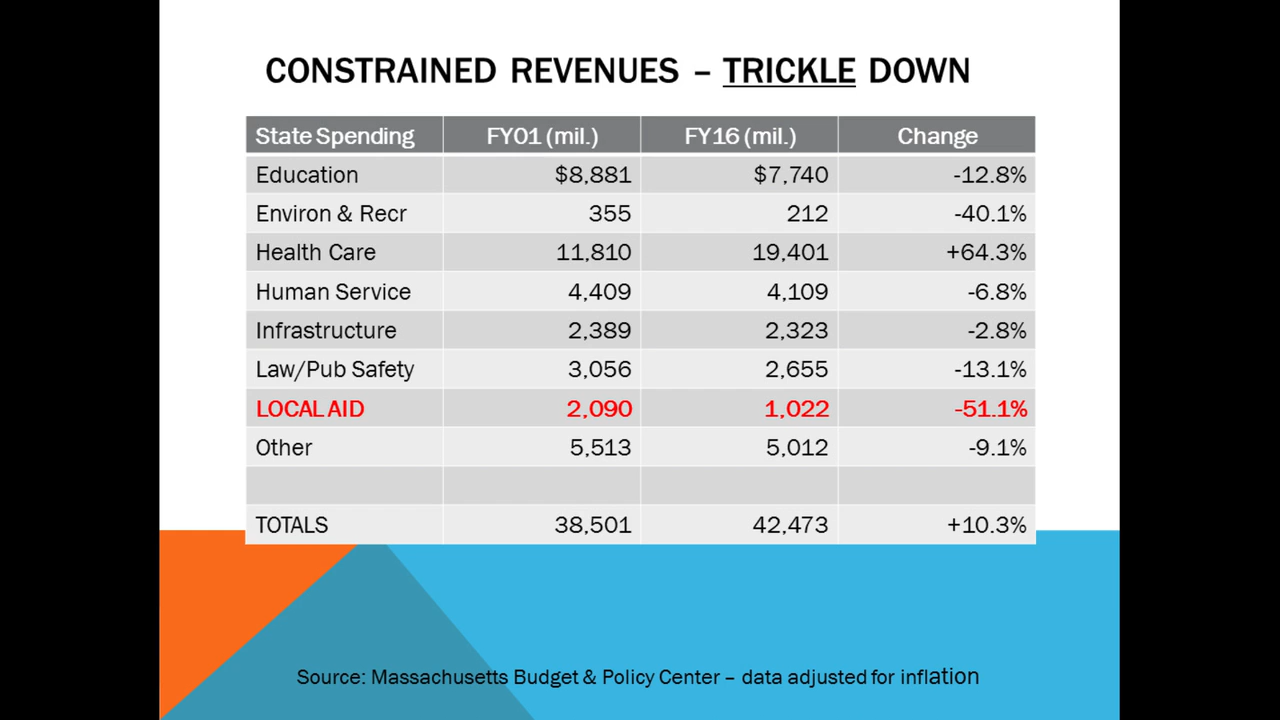 CONSTRAINED REVENUES – TRICKLE DOWN
State Spending FY01 (mil.) FY16 (mil.) Change
Education $8,881 $7,740 -12.8%
Environ & Recr 355 212 -40.1%
Health Care 11,810 19,401 +64.3%
Human Service 4,409 4,109 -6.8%
Infrastructure 2,389 2,323 -2.8%
Law/Pub Safety 3,056 2,655 -13.1%
LOCAL AID 2,090 1,022 -51.1%
Other 5,513 5,012 -9.1%
TOTALS 38,501 42,473 +10.3%
Source: Massachusetts Budget & Policy Center – data adjusted for inflation